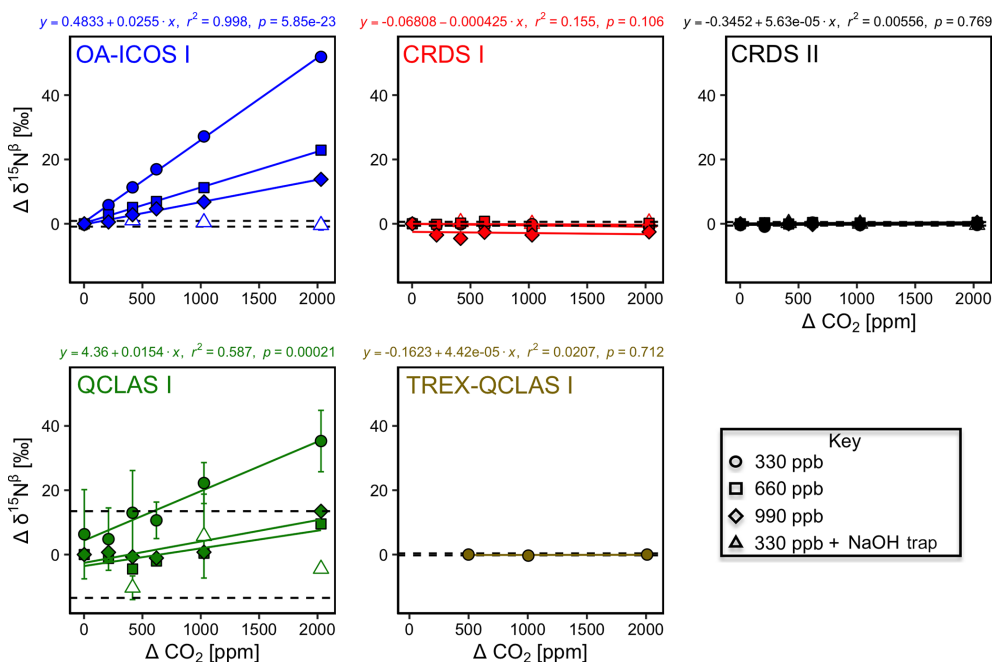 y = 0.4833 + 0.0255 · x, r² = 0.998, p = 5.85e-23
y = -0.06808 − 0.000425 · x, r² = 0.155, p = 0.106
y = -0.3452 + 5.63e-05 · x, r² = 0.00556, p = 0.769
OA-ICOS I
CRDS I
CRDS II
40
20
0
Δ δ¹⁵Nᵝ [‰]
0 500 1000 1500 2000
40
20
0
0 500 1000 1500 2000
40
20
0
0 500 1000 1500 2000
Δ CO₂ [ppm]
y = 4.36 + 0.0154 · x, r² = 0.587, p = 0.00021
y = -0.1623 + 4.42e-05 · x, r² = 0.0207, p = 0.712
QCLAS I
TREX-QCLAS I
40
20
0
Δ δ¹⁵Nᵝ [‰]
0 500 1000 1500 2000
Δ CO₂ [ppm]
40
20
0
500 1000 1500 2000
Δ CO₂ [ppm]
Key
330 ppb
660 ppb
990 ppb
330 ppb + NaOH trap